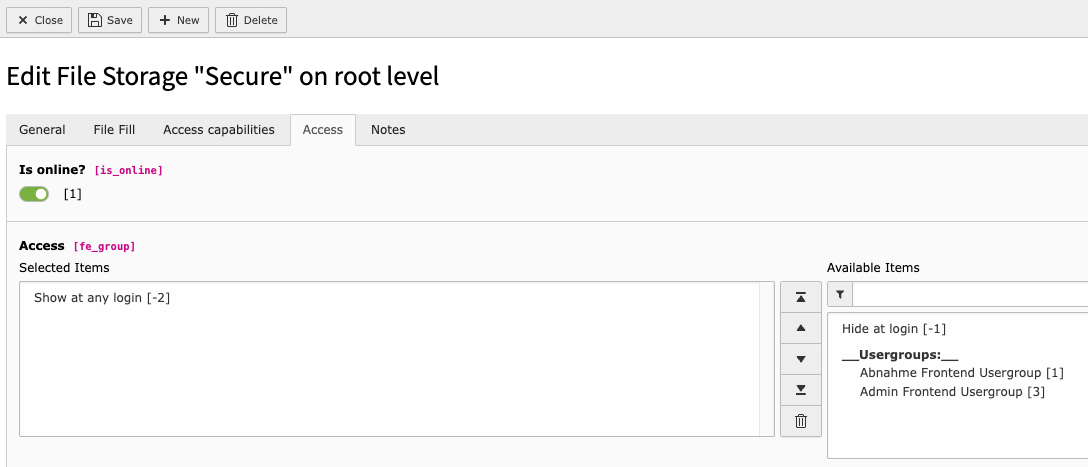 Close Save New Delete
Edit File Storage "Secure" on root level
General File Fill Access capabilities Access Notes
Is online? [is_online]
[1]
Access [fe_group]
Selected Items
Show at any login [-2]
Available Items
Hide at login [-1]
__Usergroups:__
Abnahme Frontend Usergroup [1]
Admin Frontend Usergroup [3]